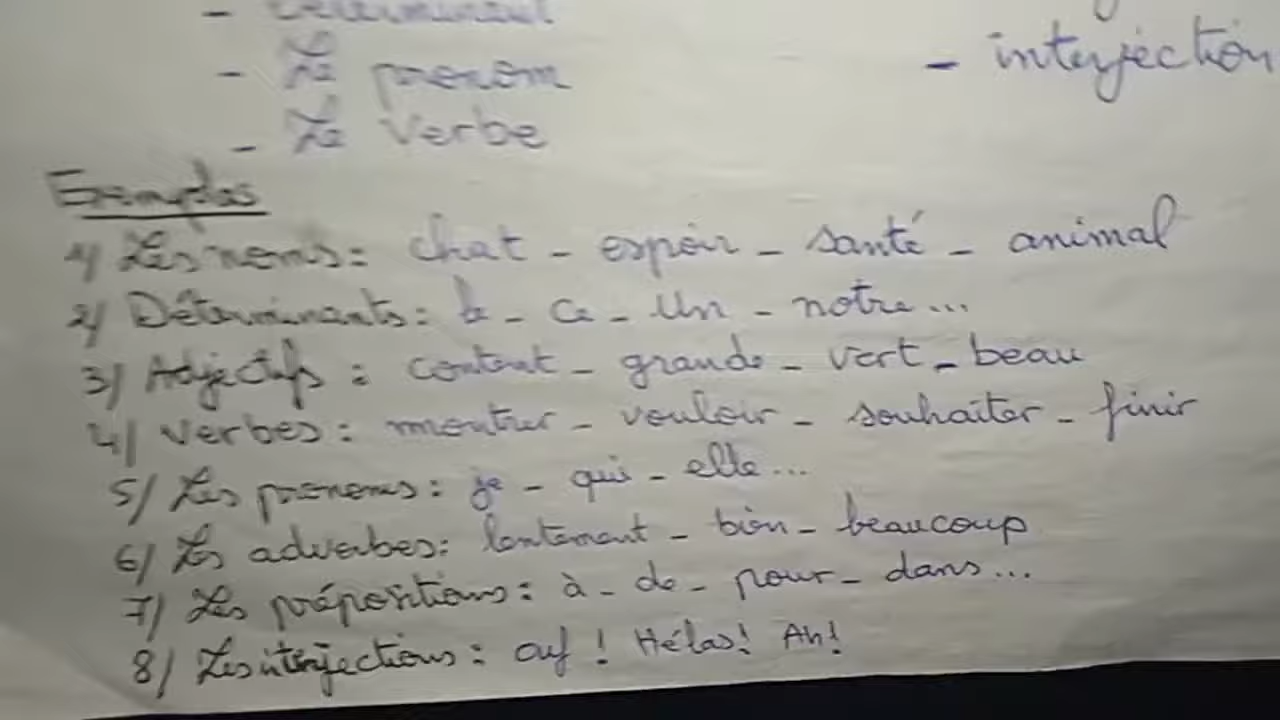 - Déterminant
- Le pronom
- interjection
- Le verbe
Exemples
1/ Les noms : chat - espoir - santé - animal
2/ Déterminants : le - ce - un - notre...
3/ Adjectifs : content - grande - vert - beau
4/ verbes : montrer - vouloir - souhaiter - finir
5/ Les pronoms : je - qui - elle...
6/ Les adverbes : lentement - bien - beaucoup
7/ Les prépositions : à - de - pour - dans...
8/ Les interjections : ouf ! Hélas ! Ah !